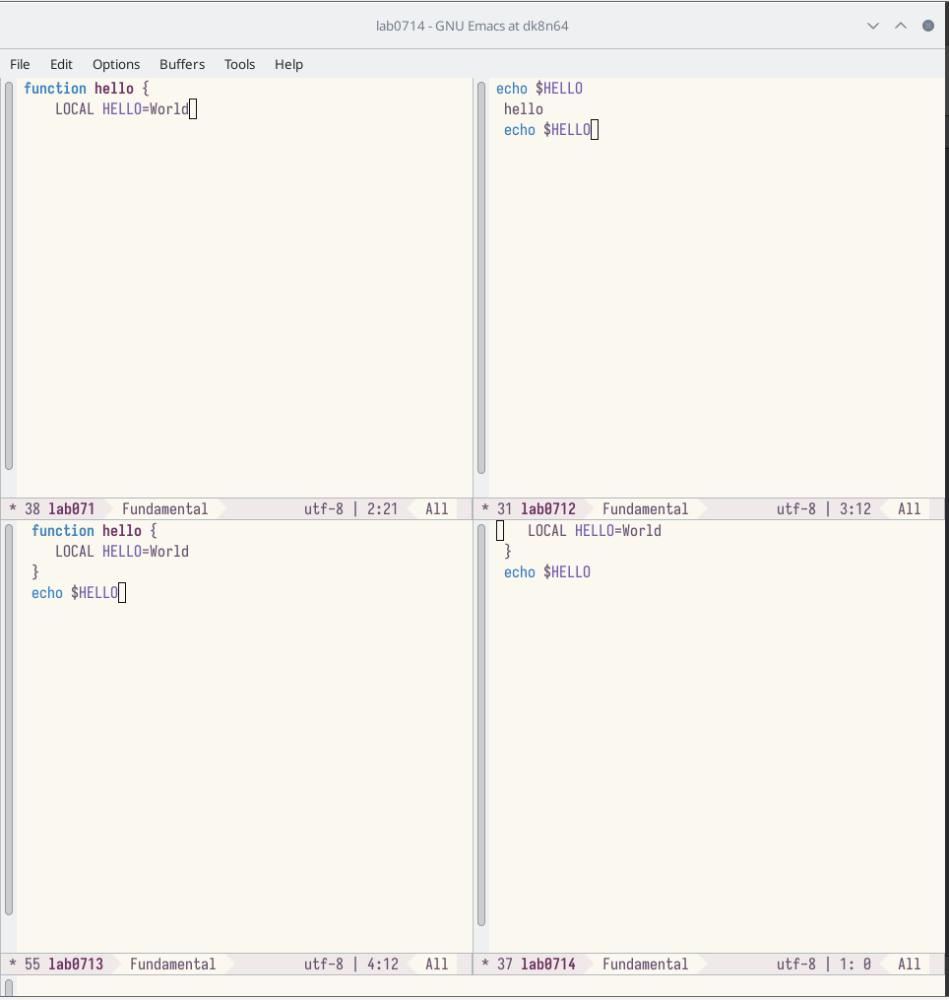 lab0714 - GNU Emacs at dk8n64
File Edit Options Buffers Tools Help
function hello {
    LOCAL HELLO=World
* 38 lab071 Fundamental utf-8 | 2:21 All
echo $HELLO
 hello
 echo $HELLO
* 31 lab0712 Fundamental utf-8 | 3:12 All
 function hello {
    LOCAL HELLO=World
 }
 echo $HELLO
* 55 lab0713 Fundamental utf-8 | 4:12 All
    LOCAL HELLO=World
 }
 echo $HELLO
* 37 lab0714 Fundamental utf-8 | 1: 0 All